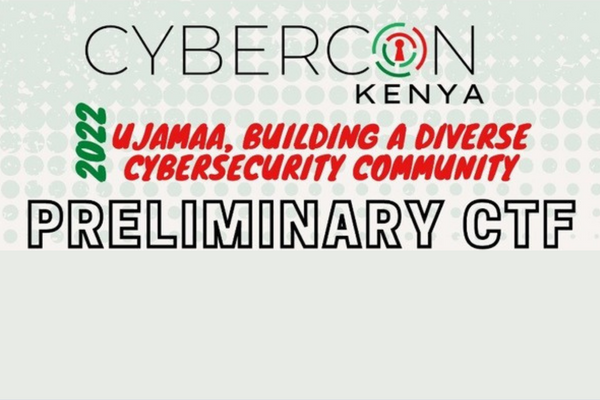 CYBERCON
KENYA
2022
UJAMAA, BUILDING A DIVERSE
CYBERSECURITY COMMUNITY
PRELIMINARY CTF